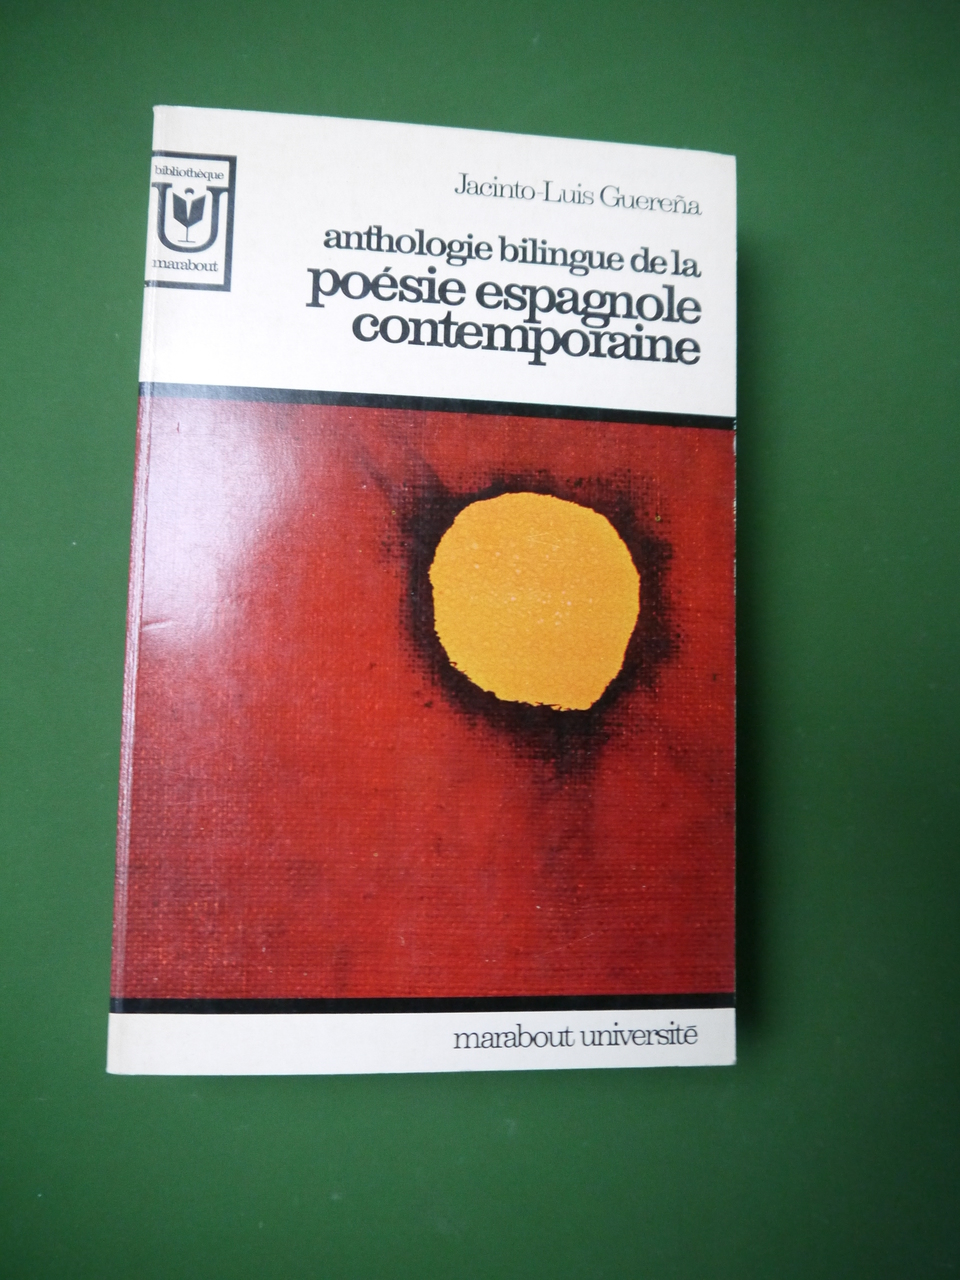 bibliothèque
U
marabout
Jacinto-Luis Guereña
anthologie bilingue de la
poésie espagnole
contemporaine
marabout université